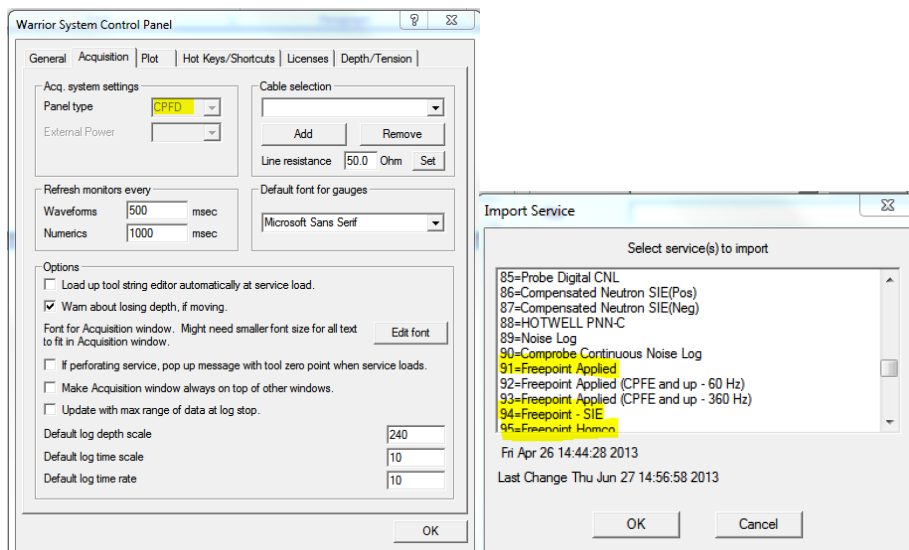 Warrior System Control Panel
General Acquisition Plot Hot Keys/Shortcuts Licenses Depth/Tension
Acq. system settings
Panel type CPFD
External Power
Cable selection
Add Remove
Line resistance 50.0 Ohm Set
Refresh monitors every
Waveforms 500 msec
Numerics 1000 msec
Default font for gauges
Microsoft Sans Serif
Options
Load up tool string editor automatically at service load.
Warn about losing depth, if moving.
Font for Acquisition window. Might need smaller font size for all text
to fit in Acquisition window.
Edit font
If perforating service, pop up message with tool zero point when service loads.
Make Acquisition window always on top of other windows.
Update with max range of data at log stop.
Default log depth scale 240
Default log time scale 10
Default log time rate 10
OK
Import Service
Select service(s) to import
85=Probe Digital CNL
86=Compensated Neutron SIE(Pos)
87=Compensated Neutron SIE(Neg)
88=HOTWELL PNN-C
89=Noise Log
90=Comprobe Continuous Noise Log
91=Freepoint Applied
92=Freepoint Applied (CPFE and up - 60 Hz)
93=Freepoint Applied (CPFE and up - 360 Hz)
94=Freepoint - SIE
95=Freepoint Homco
Fri Apr 26 14:44:28 2013
Last Change Thu Jun 27 14:56:58 2013
OK Cancel